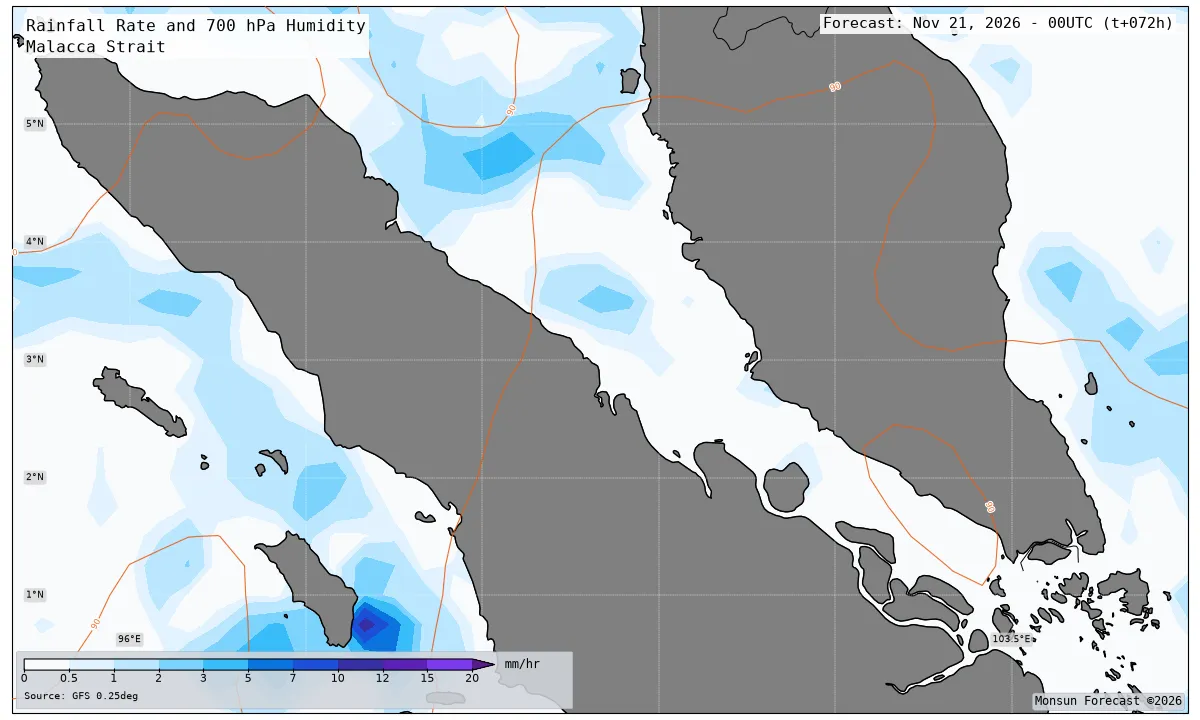 Rainfall Rate and 700 hPa Humidity
Malacca Strait
Forecast: Nov 21, 2026 - 00UTC (t+072h)
90
90
5°N
4°N
0
3°N
2°N
90
1°N
90
96°E
103.5°E
mm/hr
0 0.5 1 2 3 5 7 10 12 15 20
Source: GFS 0.25deg
Monsun Forecast ©2026